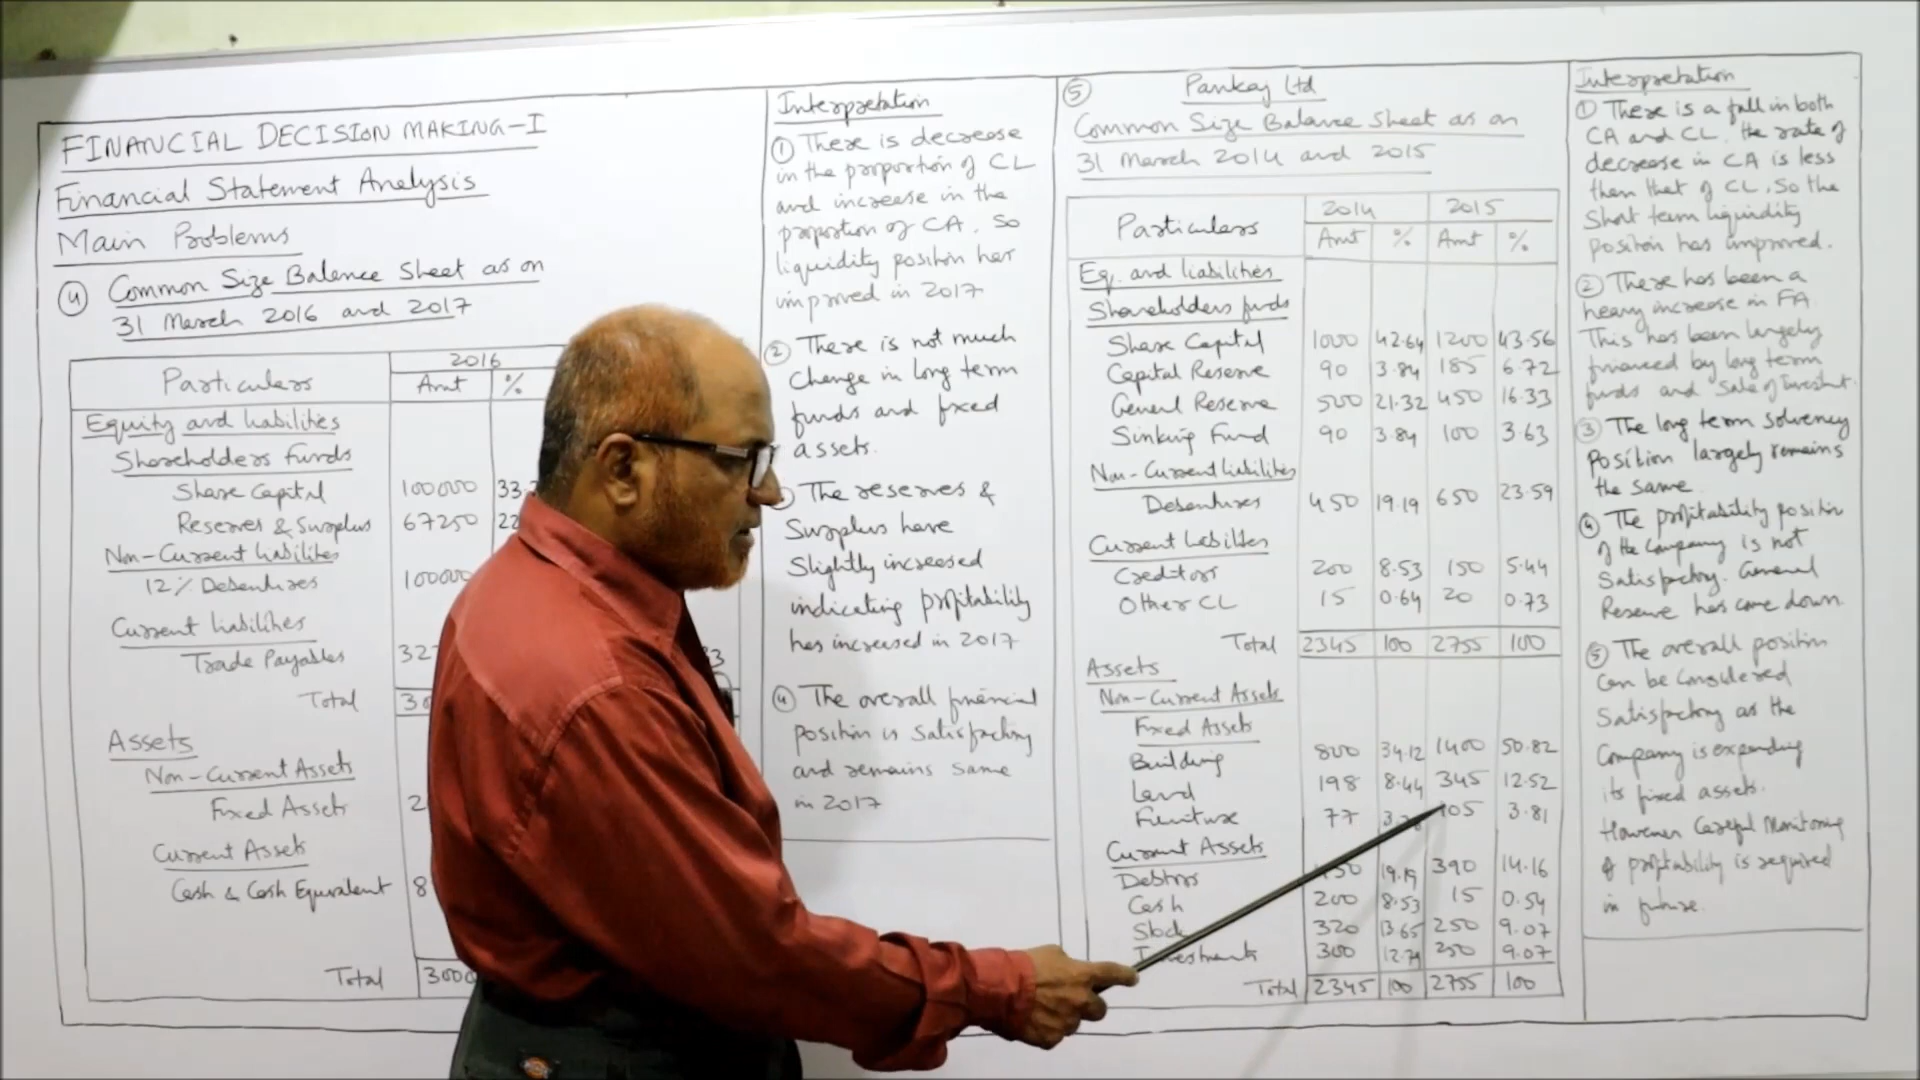 FINANCIAL DECISION MAKING-I
Financial Statement Analysis
Main Problems
④ Common Size Balance Sheet as on
31 March 2016 and 2017
2016
Particulars Amt %
Equity and liabilities
Shareholders funds
Share Capital 100000 33.
Reserves & Surplus 67250 22
Non-Current liabilites
12% Debentures 100000
Current liabilities
Trade Payables 327 33
Total 30
Assets
Non-Current Assets
Fixed Assets 2
Current Assets
Cash & Cash Equivalent 8
Total 3000
Interpretation
① There is decrease
in the proportion of CL
and increase in the
proportion of CA. So
liquidity position has
improved in 2017
② There is not much
Change in long term
funds and fixed
assets.
The reserves &
Surplus have
Slightly increased
indicating profitability
has increased in 2017
④ The overall financial
position is satisfactory
and remains same
in 2017
⑤ Pankaj Ltd
Common Size Balance Sheet as on
31 March 2014 and 2015
2014 2015
Particulars Amt % Amt %
Eq. and liabilities
Shareholders funds
Share Capital 1000 42.64 1200 43.56
Capital Reserve 90 3.84 185 6.72
General Reserve 500 21.32 450 16.33
Sinking Fund 90 3.84 100 3.63
Non-Current liabilities
Debentures 450 19.19 650 23.59
Current liabilities
Creditors 200 8.53 150 5.44
Other CL 15 0.64 20 0.73
Total 2345 100 2755 100
Assets
Non-Current Assets
Fixed Assets
Building 800 34.12 1400 50.82
Land 198 8.44 345 12.52
Furniture 77 105 3.81
Current Assets
Debtors 19.19 390 14.16
Cash 200 8.53 15 0.54
Stock 320 13.65 250 9.07
Investments 300 12.79 250 9.07
Total 2345 100 2755 100
Interpretation
① There is a fall in both
CA and CL. the rate of
decrease in CA is less
than that of CL. So the
Short term liquidity
position has improved.
② There has been a
heavy increase in FA.
This has been largely
financed by long term
funds and Sale of Investmt.
③ The long term solvency
Position largely remains
the same
④ The profitability position
of the Company is not
Satisfactory. General
Reserve has come down.
⑤ The overall position
Can be Considered
Satisfactory as the
Company is expanding
its fixed assets.
However Careful Monitoring
of profitability is required
in future.